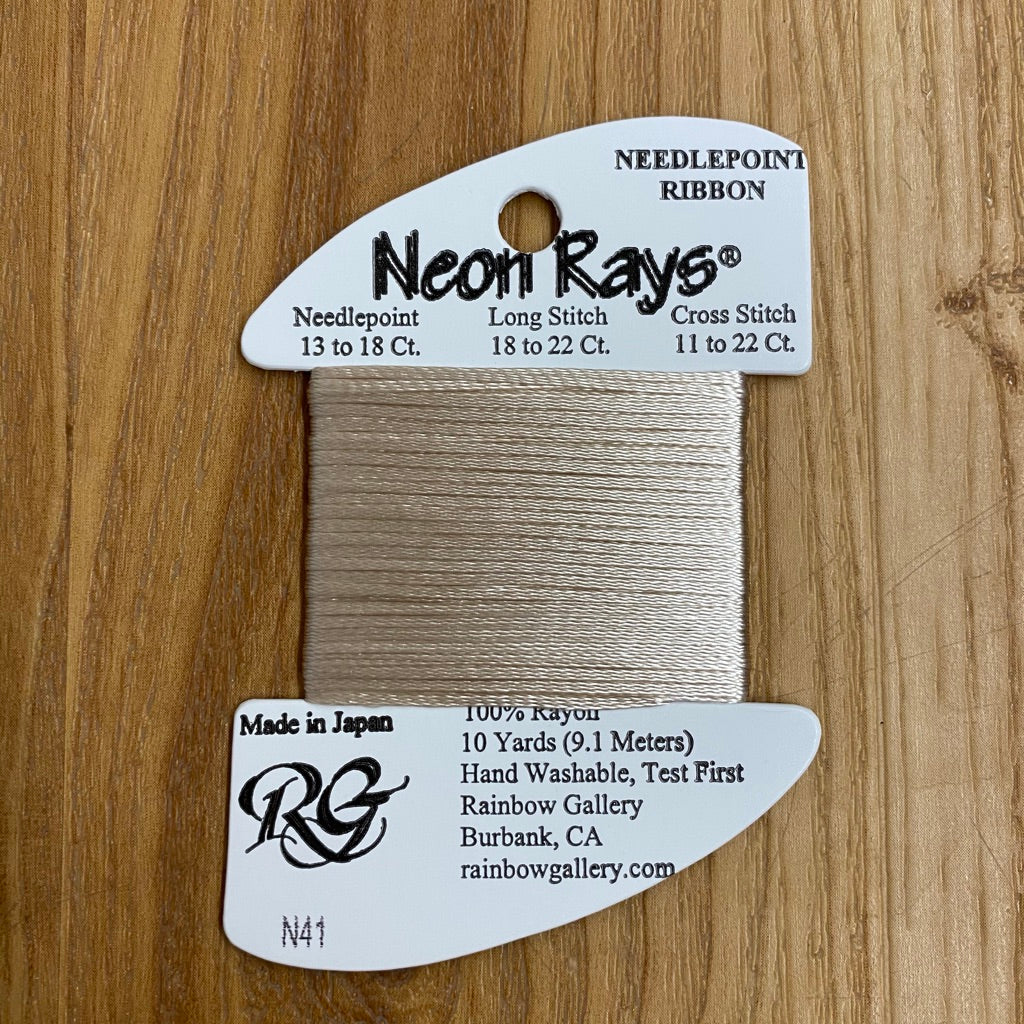 NEEDLEPOINT
RIBBON
Neon Rays®
Needlepoint Long Stitch Cross Stitch
13 to 18 Ct. 18 to 22 Ct. 11 to 22 Ct.
Made in Japan
100% Rayon
10 Yards (9.1 Meters)
Hand Washable, Test First
Rainbow Gallery
Burbank, CA
rainbowgallery.com
RG
N41